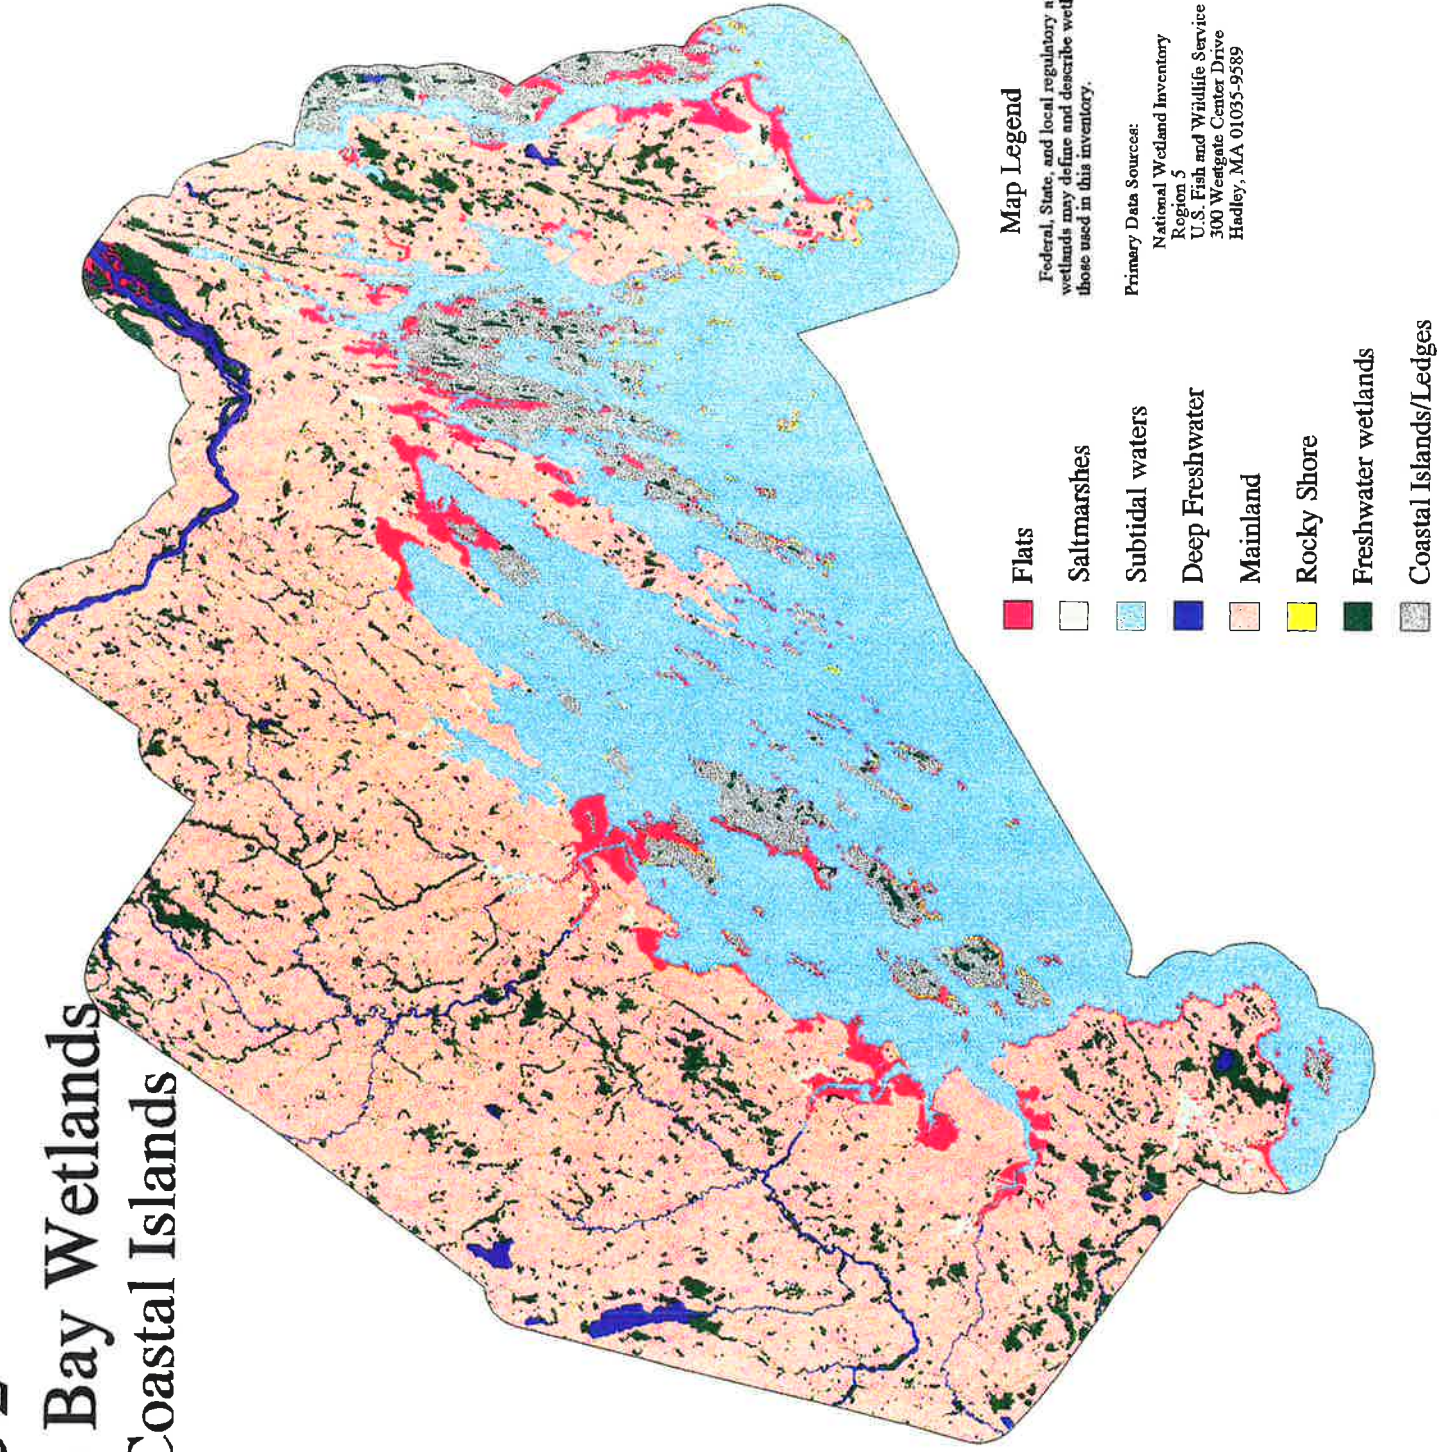 Bay Wetlands
Coastal Islands
Map Legend
Federal, State, and local regulatory
wetlands may define and describe
those used in this inventory.
Primary Data Sources:
National Wetland Inventory
Region 5
U.S. Fish and Wildlife Service
300 Westgate Center Drive
Hadley, MA 01035-9589
Flats
Saltmarshes
Subtidal waters
Deep Freshwater
Mainland
Rocky Shore
Freshwater wetlands
Coastal Islands/Ledges